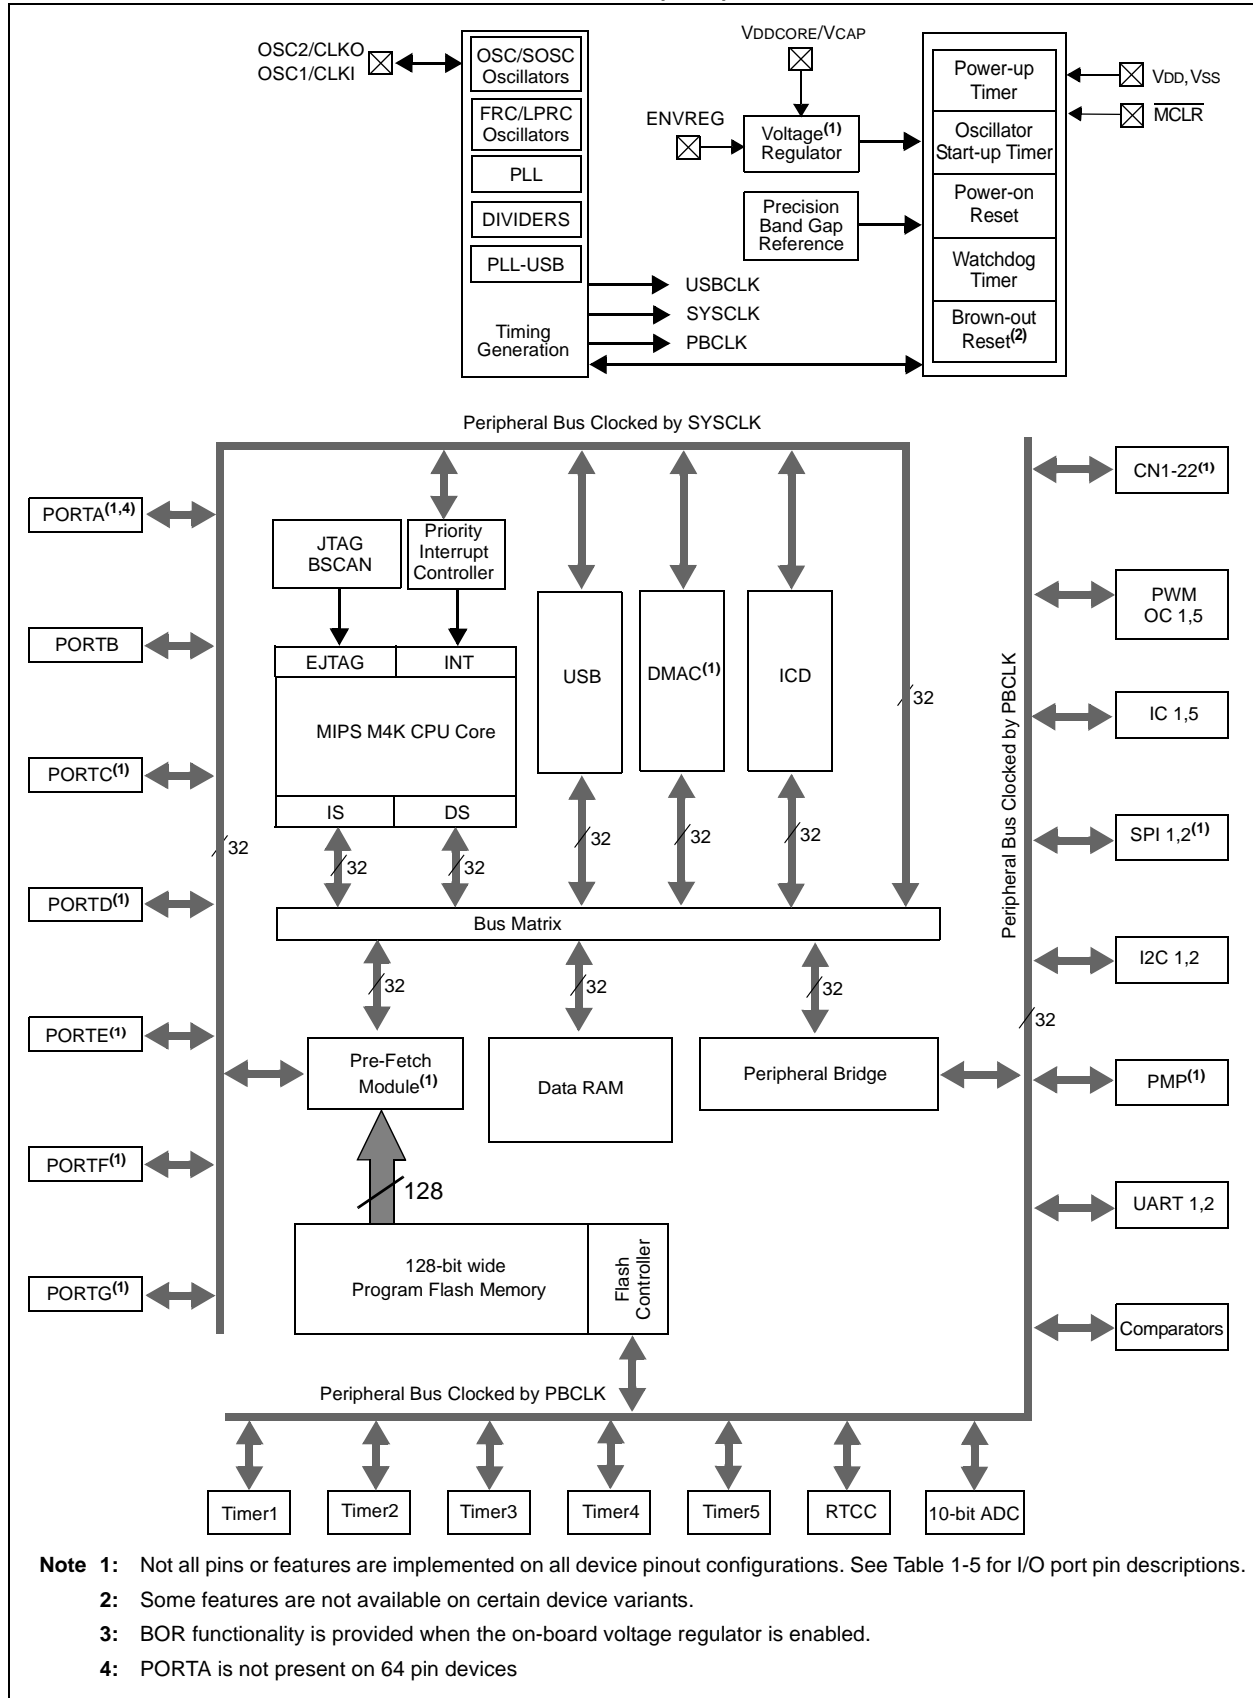 OSC2/CLKO
OSC1/CLKI
OSC/SOSC
Oscillators
FRC/LPRC
Oscillators
PLL
DIVIDERS
PLL-USB
Timing
Generation
USBCLK
SYSCLK
PBCLK
VDDCORE/VCAP
ENVREG
Voltage(1)
Regulator
Precision
Band Gap
Reference
Power-up
Timer
Oscillator
Start-up Timer
Power-on
Reset
Watchdog
Timer
Brown-out
Reset(2)
VDD, VSS
MCLR
Peripheral Bus Clocked by SYSCLK
PORTA(1,4)
PORTB
PORTC(1)
PORTD(1)
PORTE(1)
PORTF(1)
PORTG(1)
32
JTAG
BSCAN
Priority
Interrupt
Controller
EJTAG
INT
MIPS M4K CPU Core
IS
DS
32
32
USB
DMAC(1)
ICD
32
32
32
32
Bus Matrix
32
32
32
Pre-Fetch
Module(1)
Data RAM
Peripheral Bridge
128
128-bit wide
Program Flash Memory
Flash
Controller
Peripheral Bus Clocked by PBCLK
32
CN1-22(1)
PWM
OC 1,5
IC 1,5
SPI 1,2(1)
I2C 1,2
PMP(1)
UART 1,2
Comparators
Peripheral Bus Clocked by PBCLK
Timer1
Timer2
Timer3
Timer4
Timer5
RTCC
10-bit ADC
Note 1: Not all pins or features are implemented on all device pinout configurations. See Table 1-5 for I/O port pin descriptions.
2: Some features are not available on certain device variants.
3: BOR functionality is provided when the on-board voltage regulator is enabled.
4: PORTA is not present on 64 pin devices